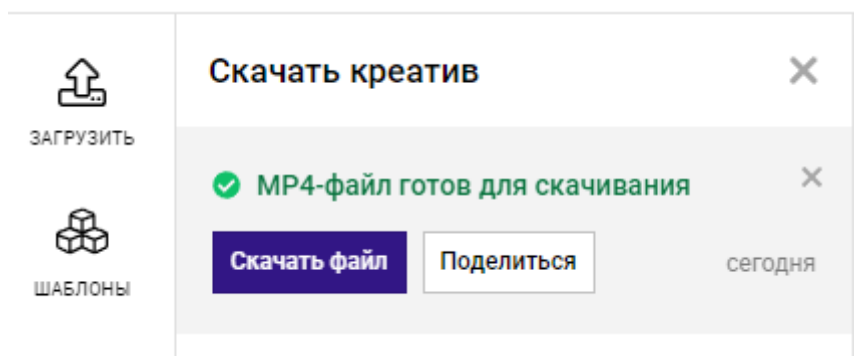 ЗАГРУЗИТЬ
ШАБЛОНЫ
Скачать креатив
MP4-файл готов для скачивания
Скачать файл
Поделиться
сегодня